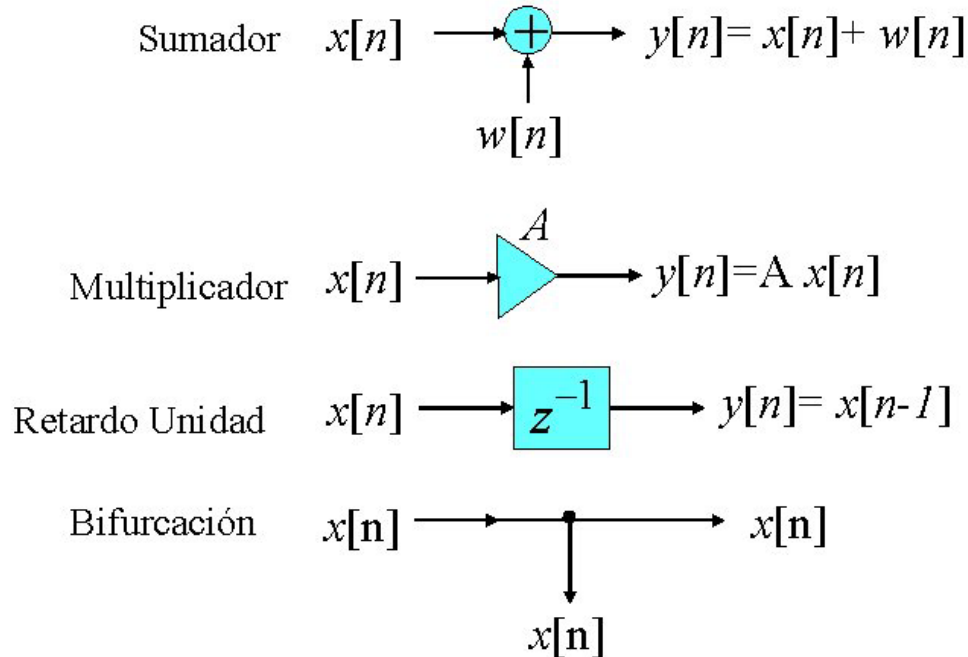 Sumador x[n] + y[n]= x[n]+ w[n]
w[n]
A
Multiplicador x[n] y[n]=A x[n]
Retardo Unidad x[n] z⁻¹ y[n]= x[n-1]
Bifurcación x[n] x[n]
x[n]